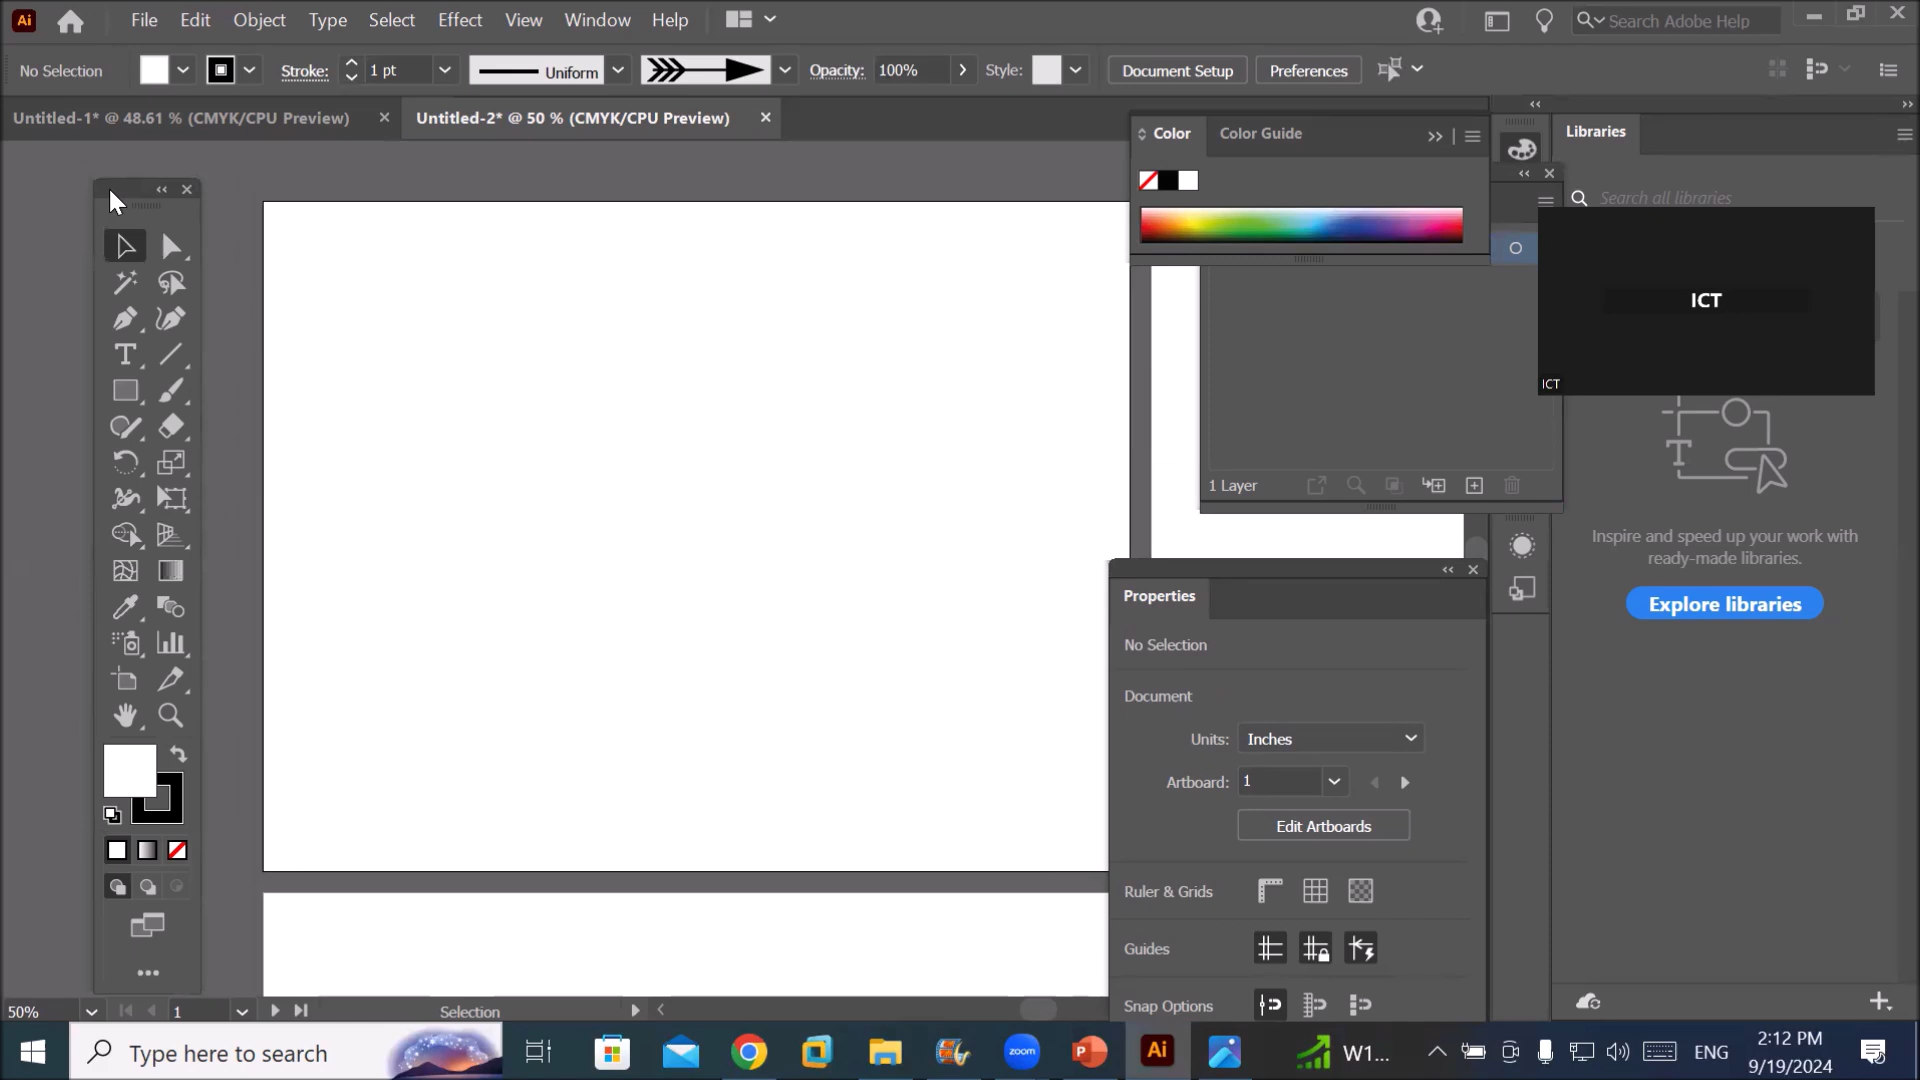 Ai File Edit Object Type Select Effect View Window Help Search Adobe Help
No Selection Stroke: 1 pt Uniform Opacity: 100% Style: Document Setup Preferences
Untitled-1* @ 48.61 % (CMYK/CPU Preview) Untitled-2* @ 50 % (CMYK/CPU Preview)
Color Color Guide
Libraries
Search all libraries
ICT
ICT
1 Layer
Inspire and speed up your work with
ready-made libraries.
Explore libraries
Properties
No Selection
Document
Units: Inches
Artboard: 1
Edit Artboards
Ruler & Grids
Guides
Snap Options
50% 1 Selection
Type here to search zoom Ai W1... ENG 2:12 PM
9/19/2024